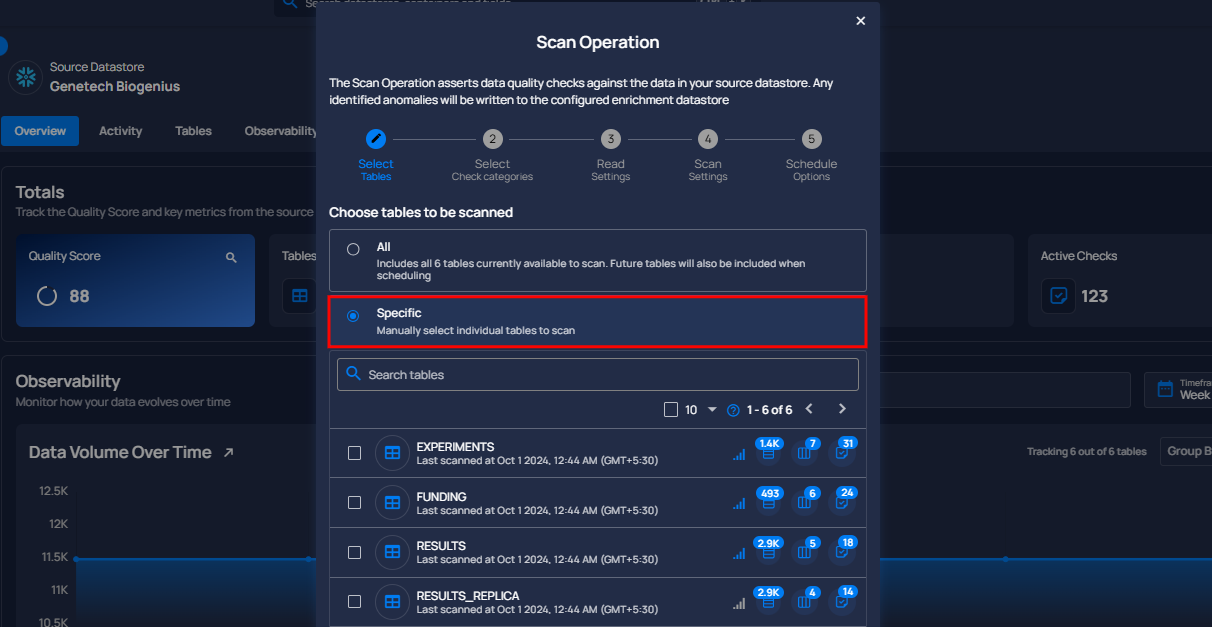 Scan Operation
The Scan Operation asserts data quality checks against the data in your source datastore. Any
identified anomalies will be written to the configured enrichment datastore
2
3
4
5
Select
Tables
Select
Check categories
Read
Settings
Scan
Settings
Schedule
Options
Choose tables to be scanned
All
Includes all 6 tables currently available to scan. Future tables will also be included when
scheduling
Specific
Manually select individual tables to scan
Search tables
10
1 - 6 of 6
EXPERIMENTS
Last scanned at Oct 1 2024, 12:44 AM (GMT+5:30)
1.4K
7
31
FUNDING
Last scanned at Oct 1 2024, 12:44 AM (GMT+5:30)
493
6
24
RESULTS
Last scanned at Oct 1 2024, 12:44 AM (GMT+5:30)
2.9K
5
18
RESULTS_REPLICA
Last scanned at Oct 1 2024, 12:44 AM (GMT+5:30)
2.9K
4
14
Source Datastore
Genetech Biogenius
Overview
Activity
Tables
Observability
Totals
Track the Quality Score and key metrics from the source
Quality Score
88
Tables
Active Checks
123
Observability
Monitor how your data evolves over time
Week
Data Volume Over Time
Tracking 6 out of 6 tables
Group
12.5K
12K
11.5K
11K
10.5K